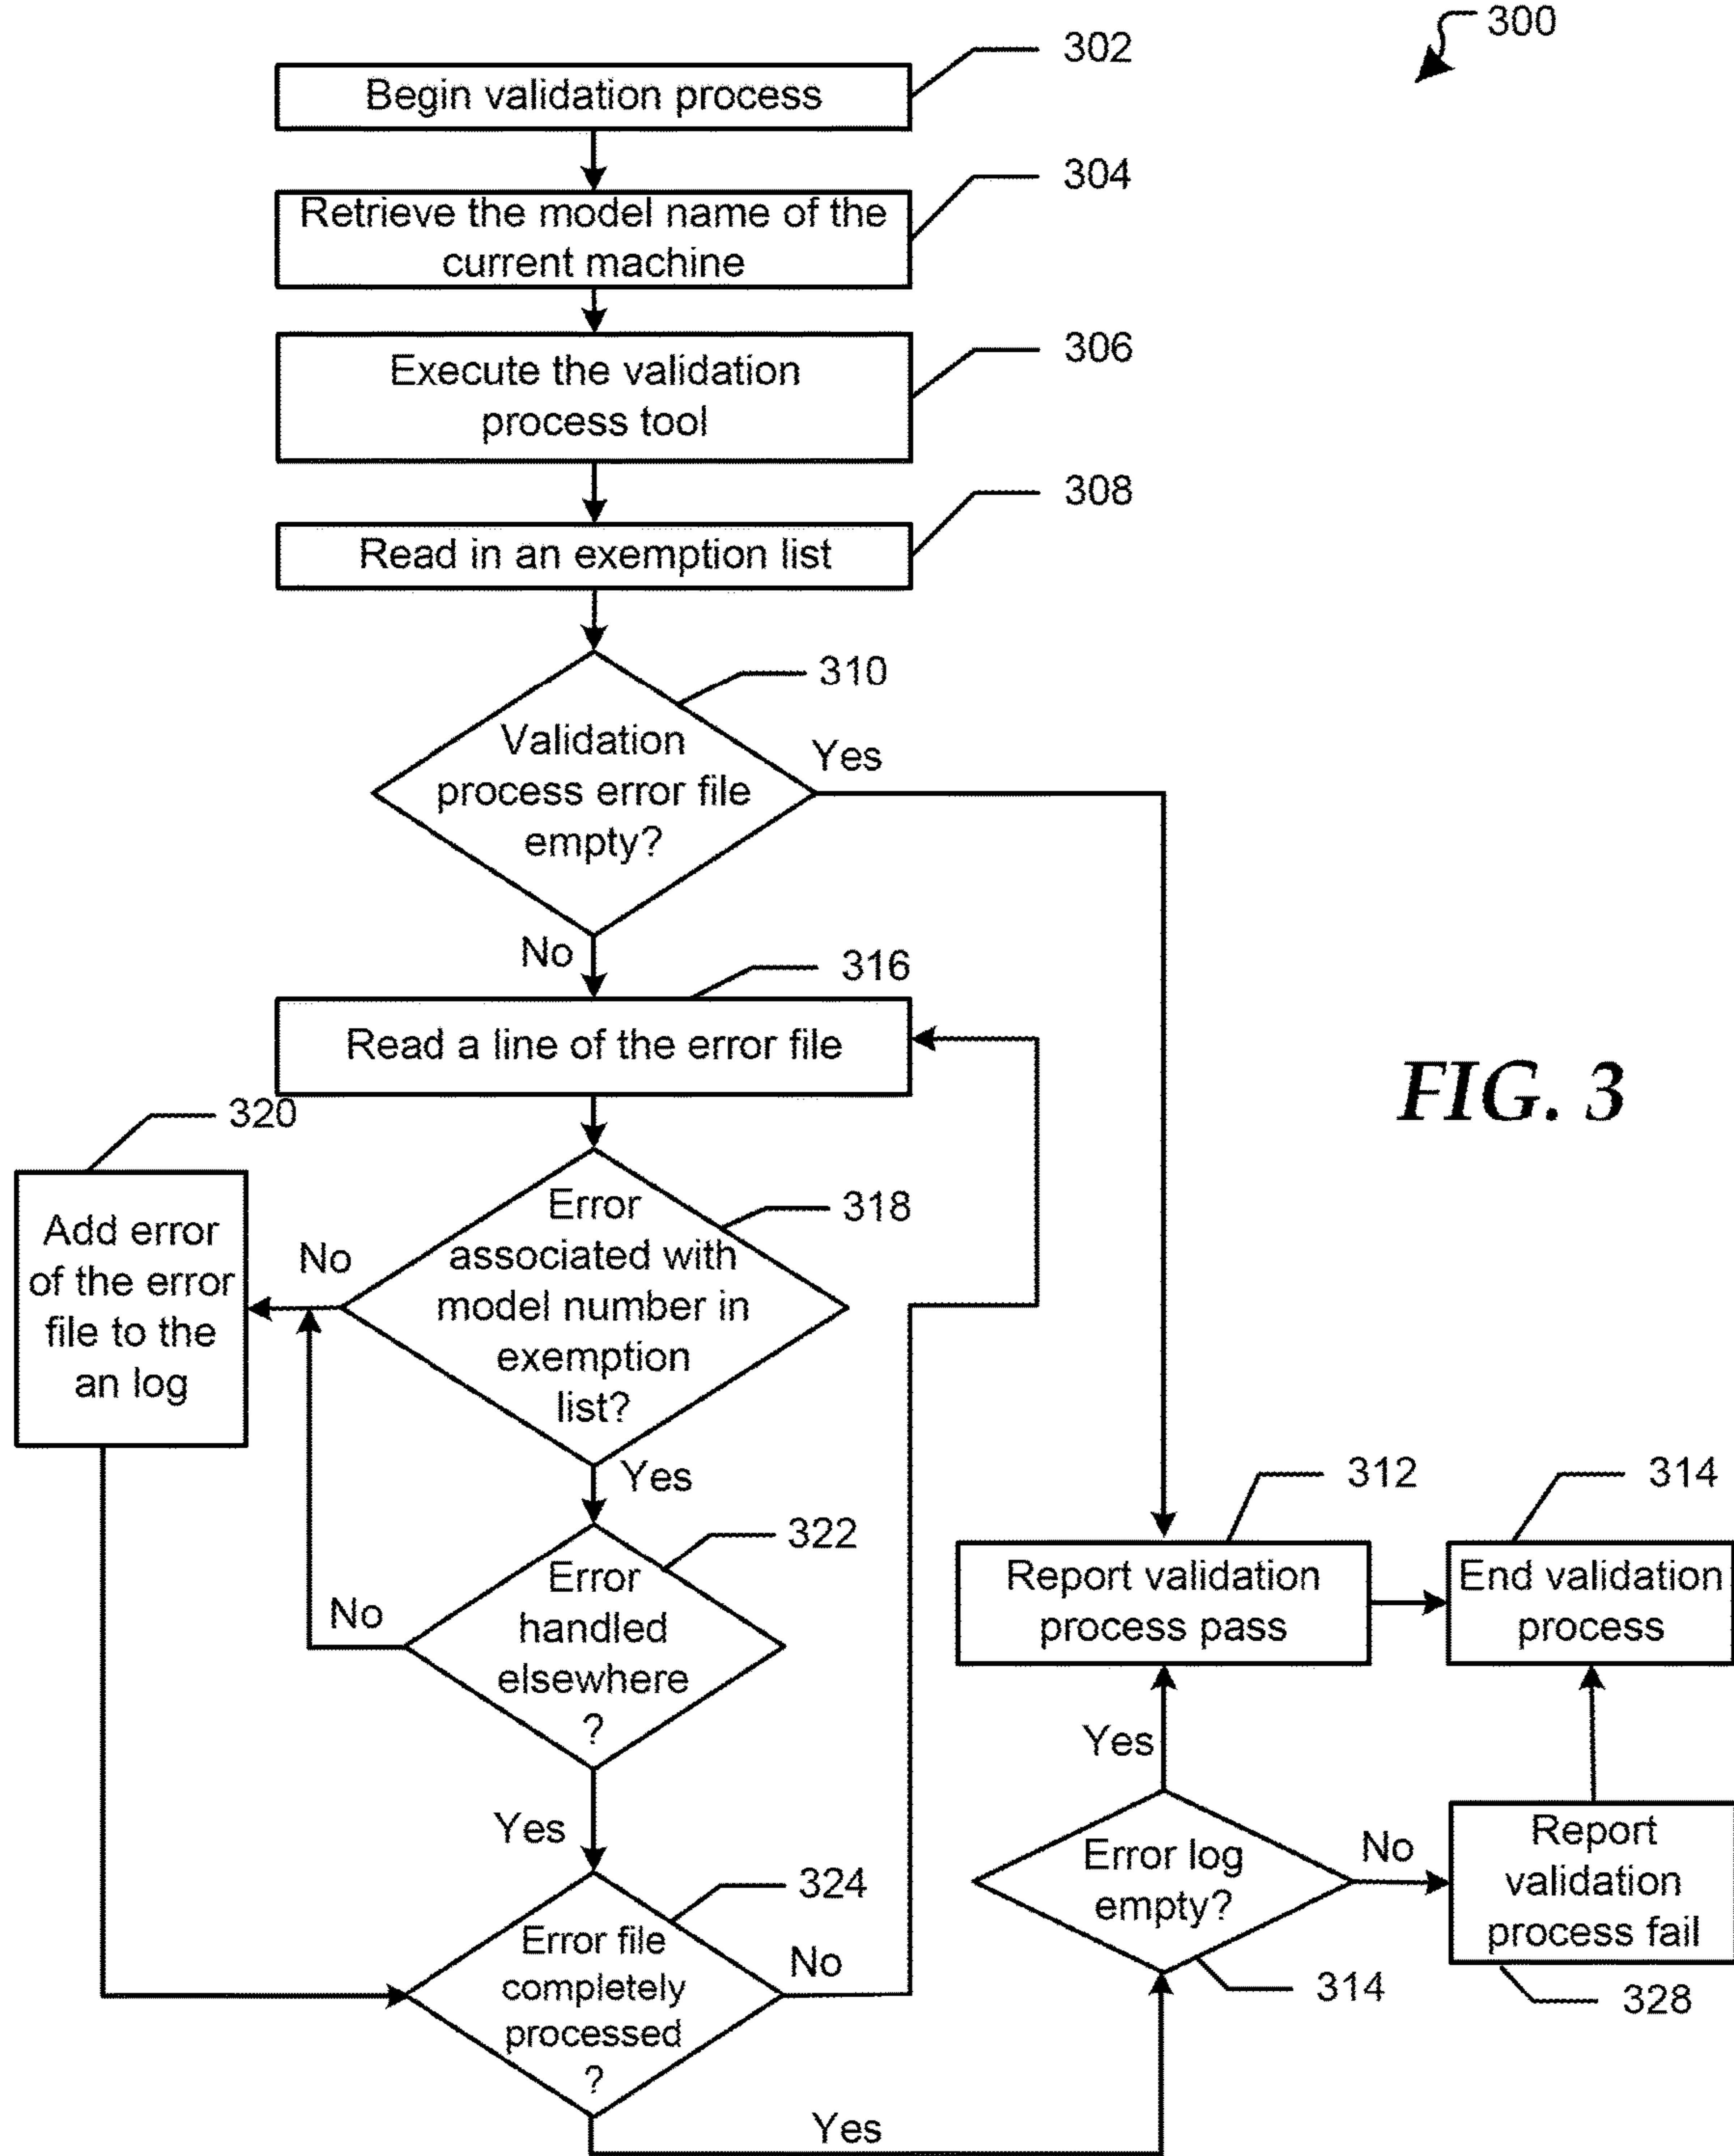 300
302
Begin validation process
304
Retrieve the model name of the
current machine
306
Execute the validation
process tool
308
Read in an exemption list
310
Validation
process error file
empty?
Yes
No
316
Read a line of the error file
FIG. 3
320
Add error
of the error
file to the
an log
No
318
Error
associated with
model number in
exemption
list?
Yes
322
Error
handled
elsewhere
?
No
Yes
312
Report validation
process pass
314
End validation
process
Yes
324
Error file
completely
processed
?
No
Yes
Error log
empty?
314
No
Report
validation
process fail
328